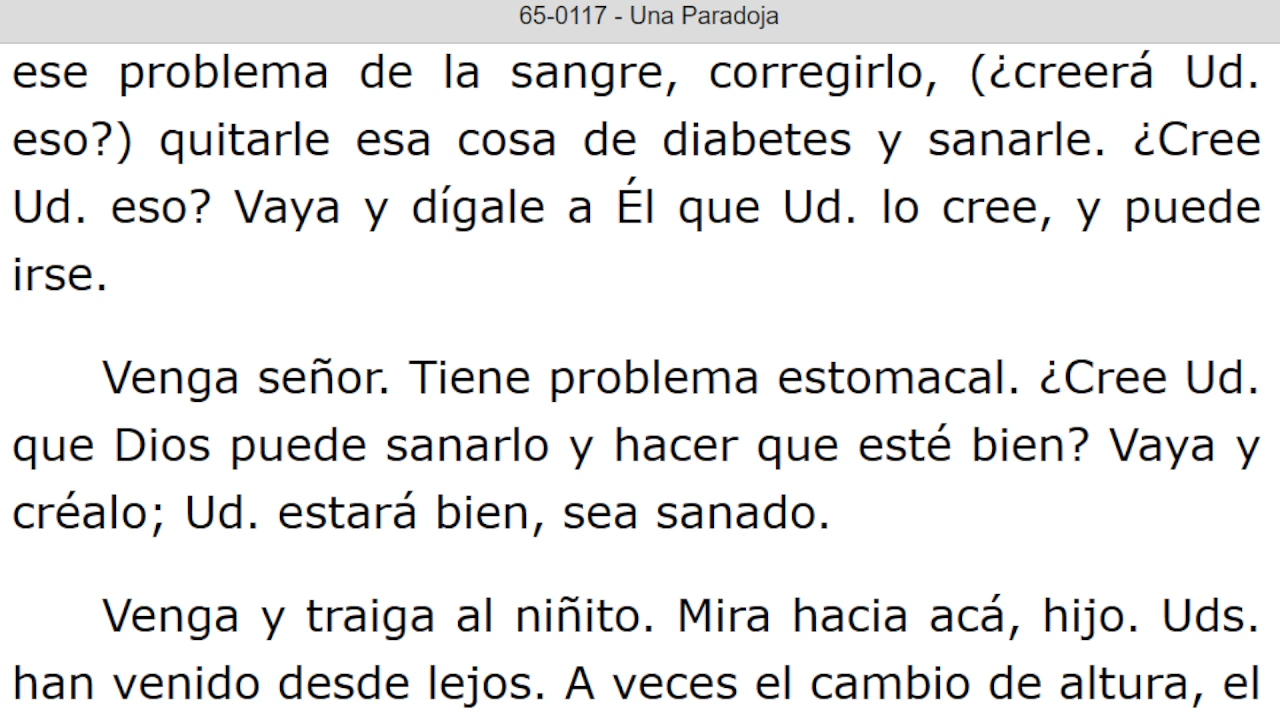 65-0117 - Una Paradoja
ese problema de la sangre, corregirlo, (¿creerá Ud.
eso?) quitarle esa cosa de diabetes y sanarle. ¿Cree
Ud. eso? Vaya y dígale a Él que Ud. lo cree, y puede
irse.
Venga señor. Tiene problema estomacal. ¿Cree Ud.
que Dios puede sanarlo y hacer que esté bien? Vaya y
créalo; Ud. estará bien, sea sanado.
Venga y traiga al niñito. Mira hacia acá, hijo. Uds.
han venido desde lejos. A veces el cambio de altura, el